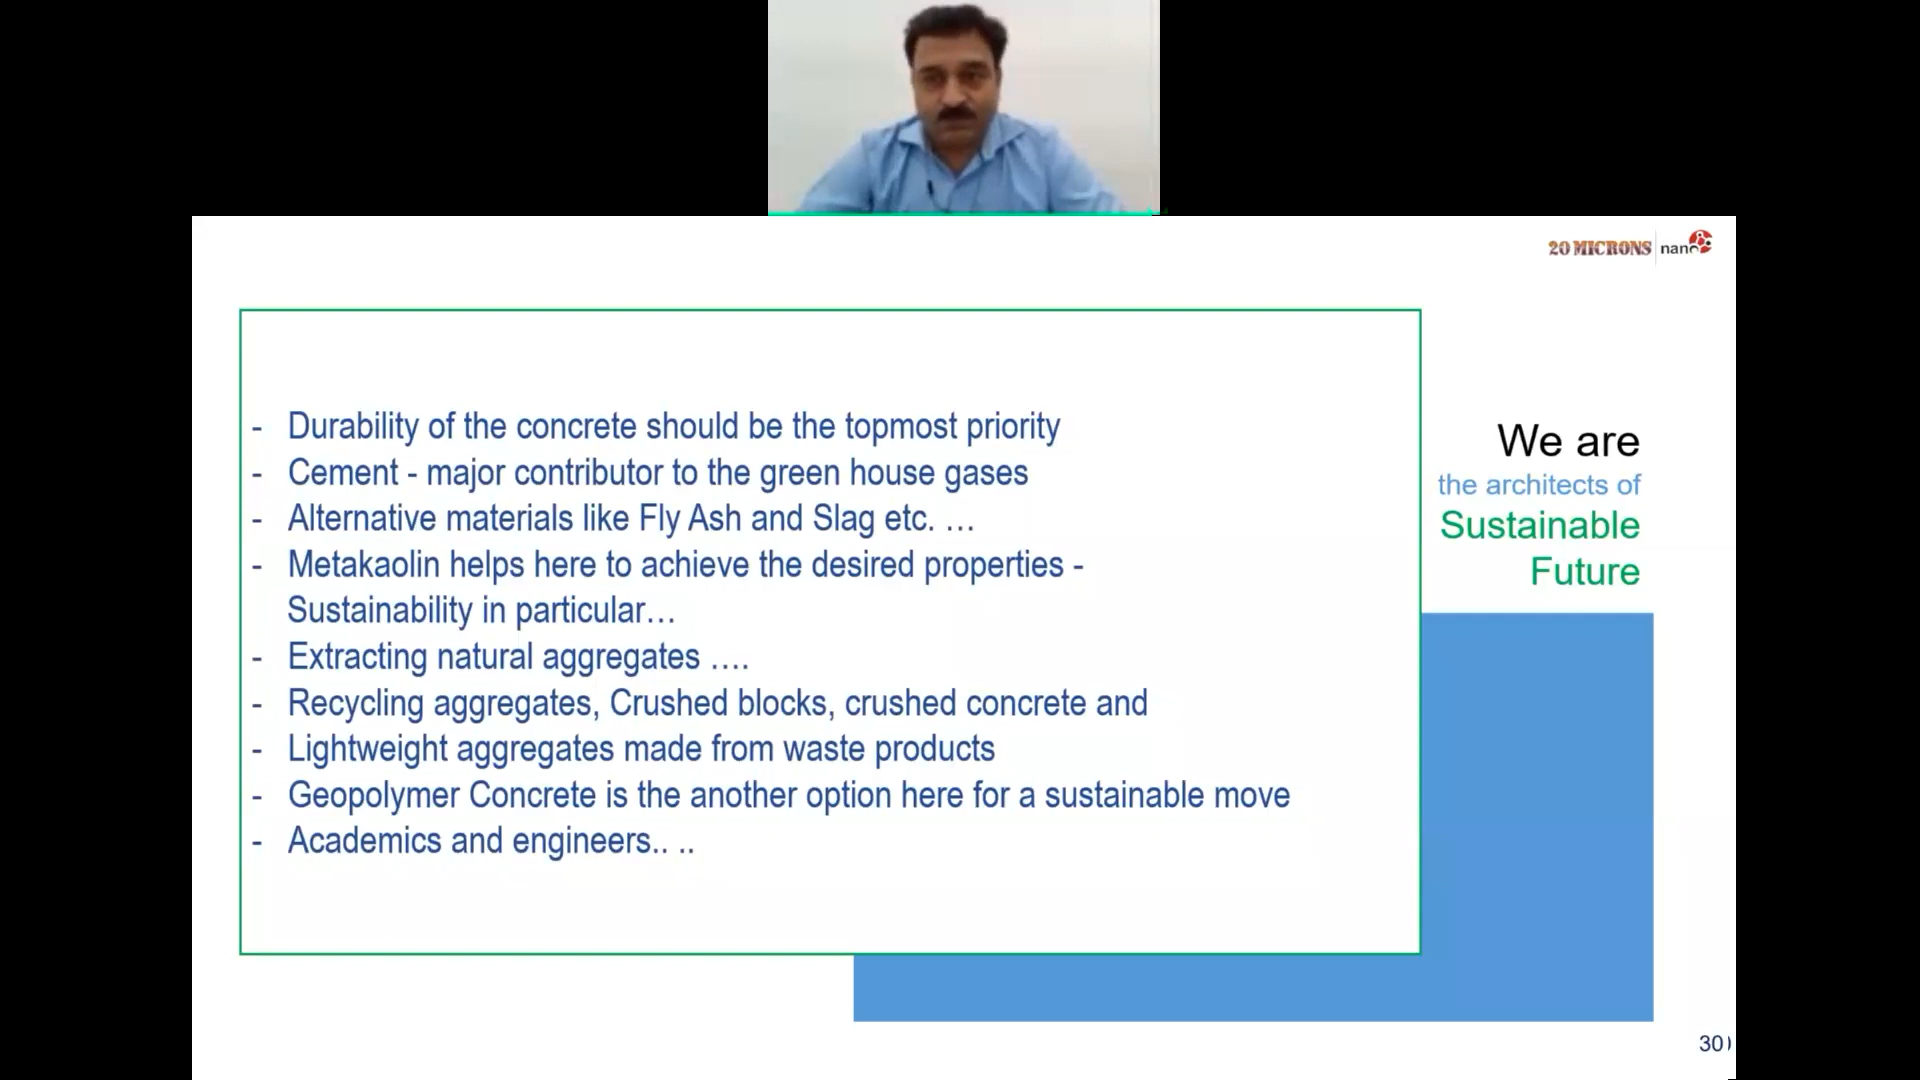 20 MICRONS nano
- Durability of the concrete should be the topmost priority
- Cement - major contributor to the green house gases
- Alternative materials like Fly Ash and Slag etc. …
- Metakaolin helps here to achieve the desired properties -
Sustainability in particular…
- Extracting natural aggregates ….
- Recycling aggregates, Crushed blocks, crushed concrete and
- Lightweight aggregates made from waste products
- Geopolymer Concrete is the another option here for a sustainable move
- Academics and engineers.. ..
We are
the architects of
Sustainable
Future
30